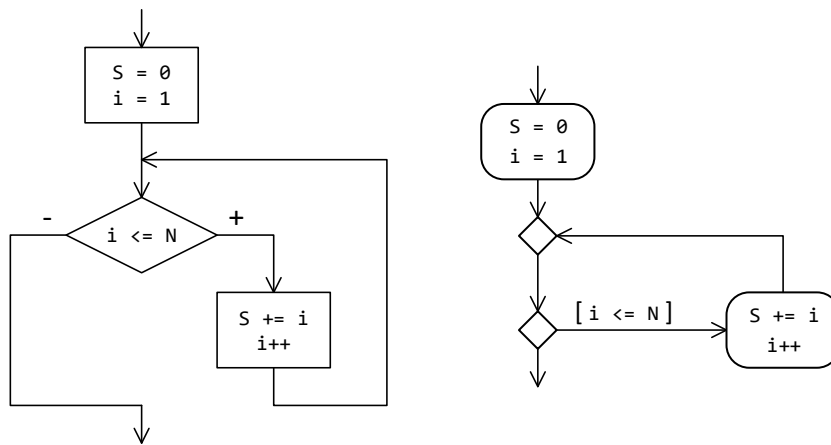 S = 0
i = 1
-
i <= N
+
S += i
i++
S = 0
i = 1
[i <= N]
S += i
i++